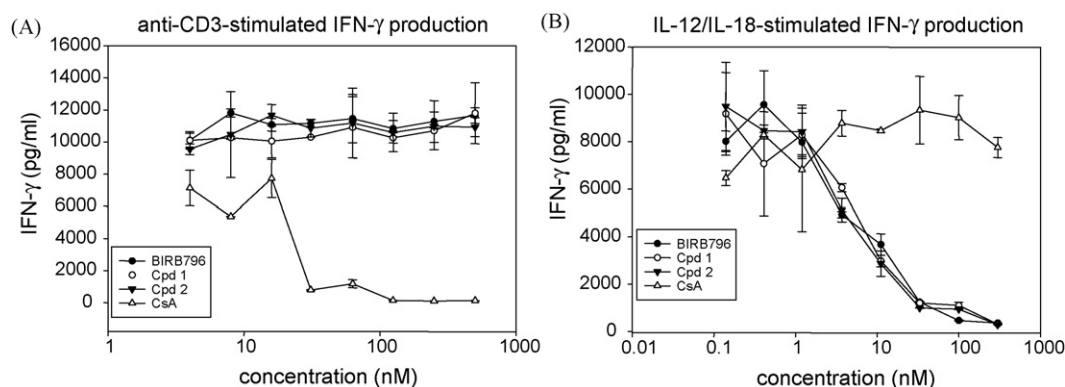 (A)
anti-CD3-stimulated IFN-γ production
16000
14000
12000
10000
8000
6000
4000
2000
0
IFN-γ (pg/ml)
BIRB796
Cpd 1
Cpd 2
CsA
1
10
100
1000
concentration (nM)
(B)
IL-12/IL-18-stimulated IFN-γ production
12000
10000
8000
6000
4000
2000
0
IFN-γ (pg/ml)
BIRB796
Cpd 1
Cpd 2
CsA
0.01
0.1
1
10
100
1000
concentration (nM)